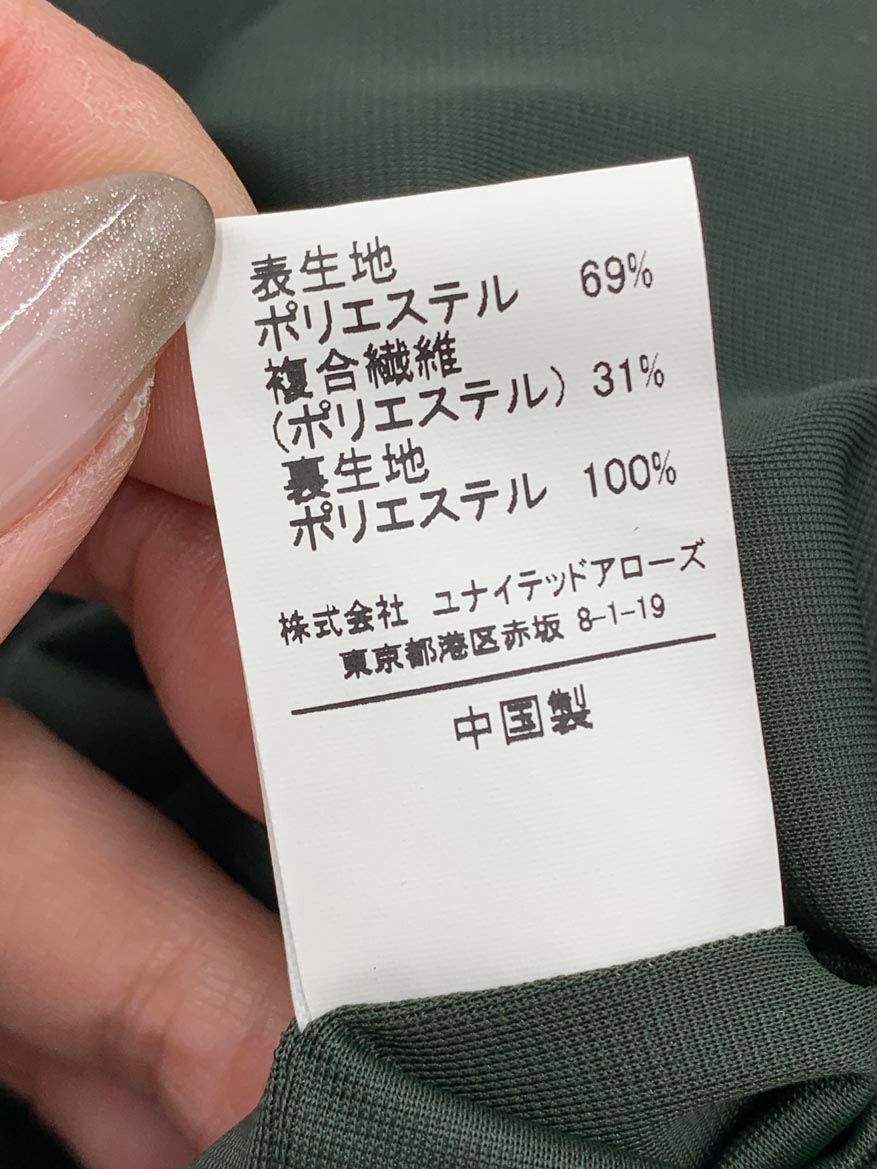 表生地
ポリエステル 69%
複合繊維
(ポリエステル) 31%
裏生地
ポリエステル 100%
株式会社 ユナイテッドアローズ
東京都港区赤坂 8-1-19
中国製